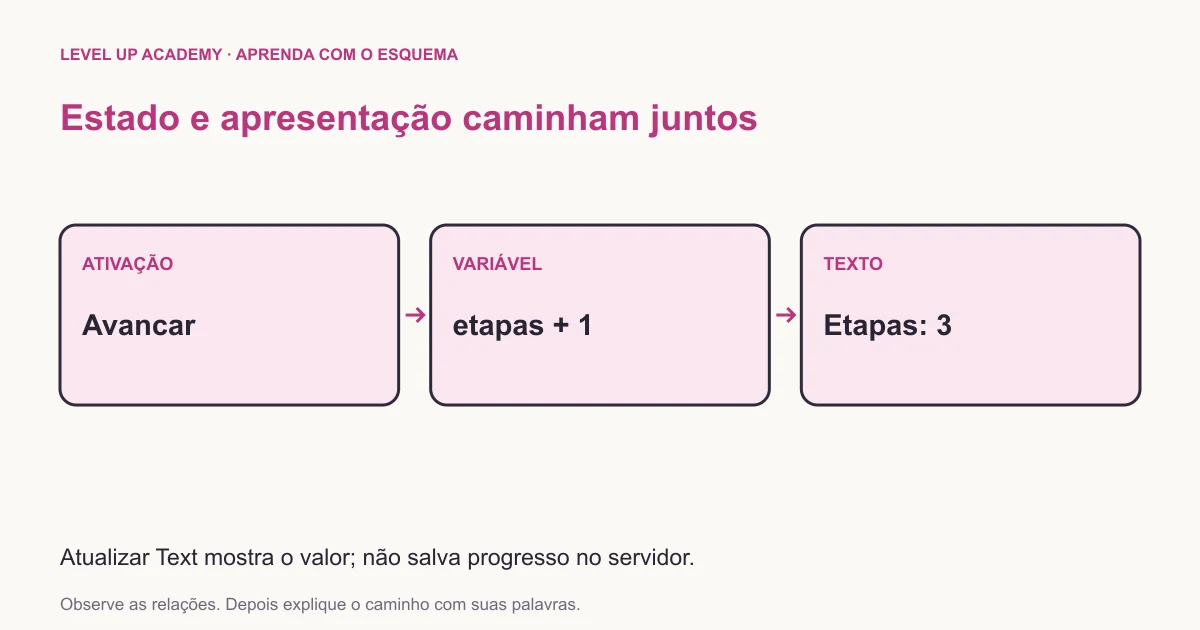 LEVEL UP ACADEMY · APRENDA COM O ESQUEMA
Estado e apresentação caminham juntos
ATIVAÇÃO
Avancar
VARIÁVEL
etapas + 1
TEXTO
Etapas: 3
Atualizar Text mostra o valor; não salva progresso no servidor.
Observe as relações. Depois explique o caminho com suas palavras.